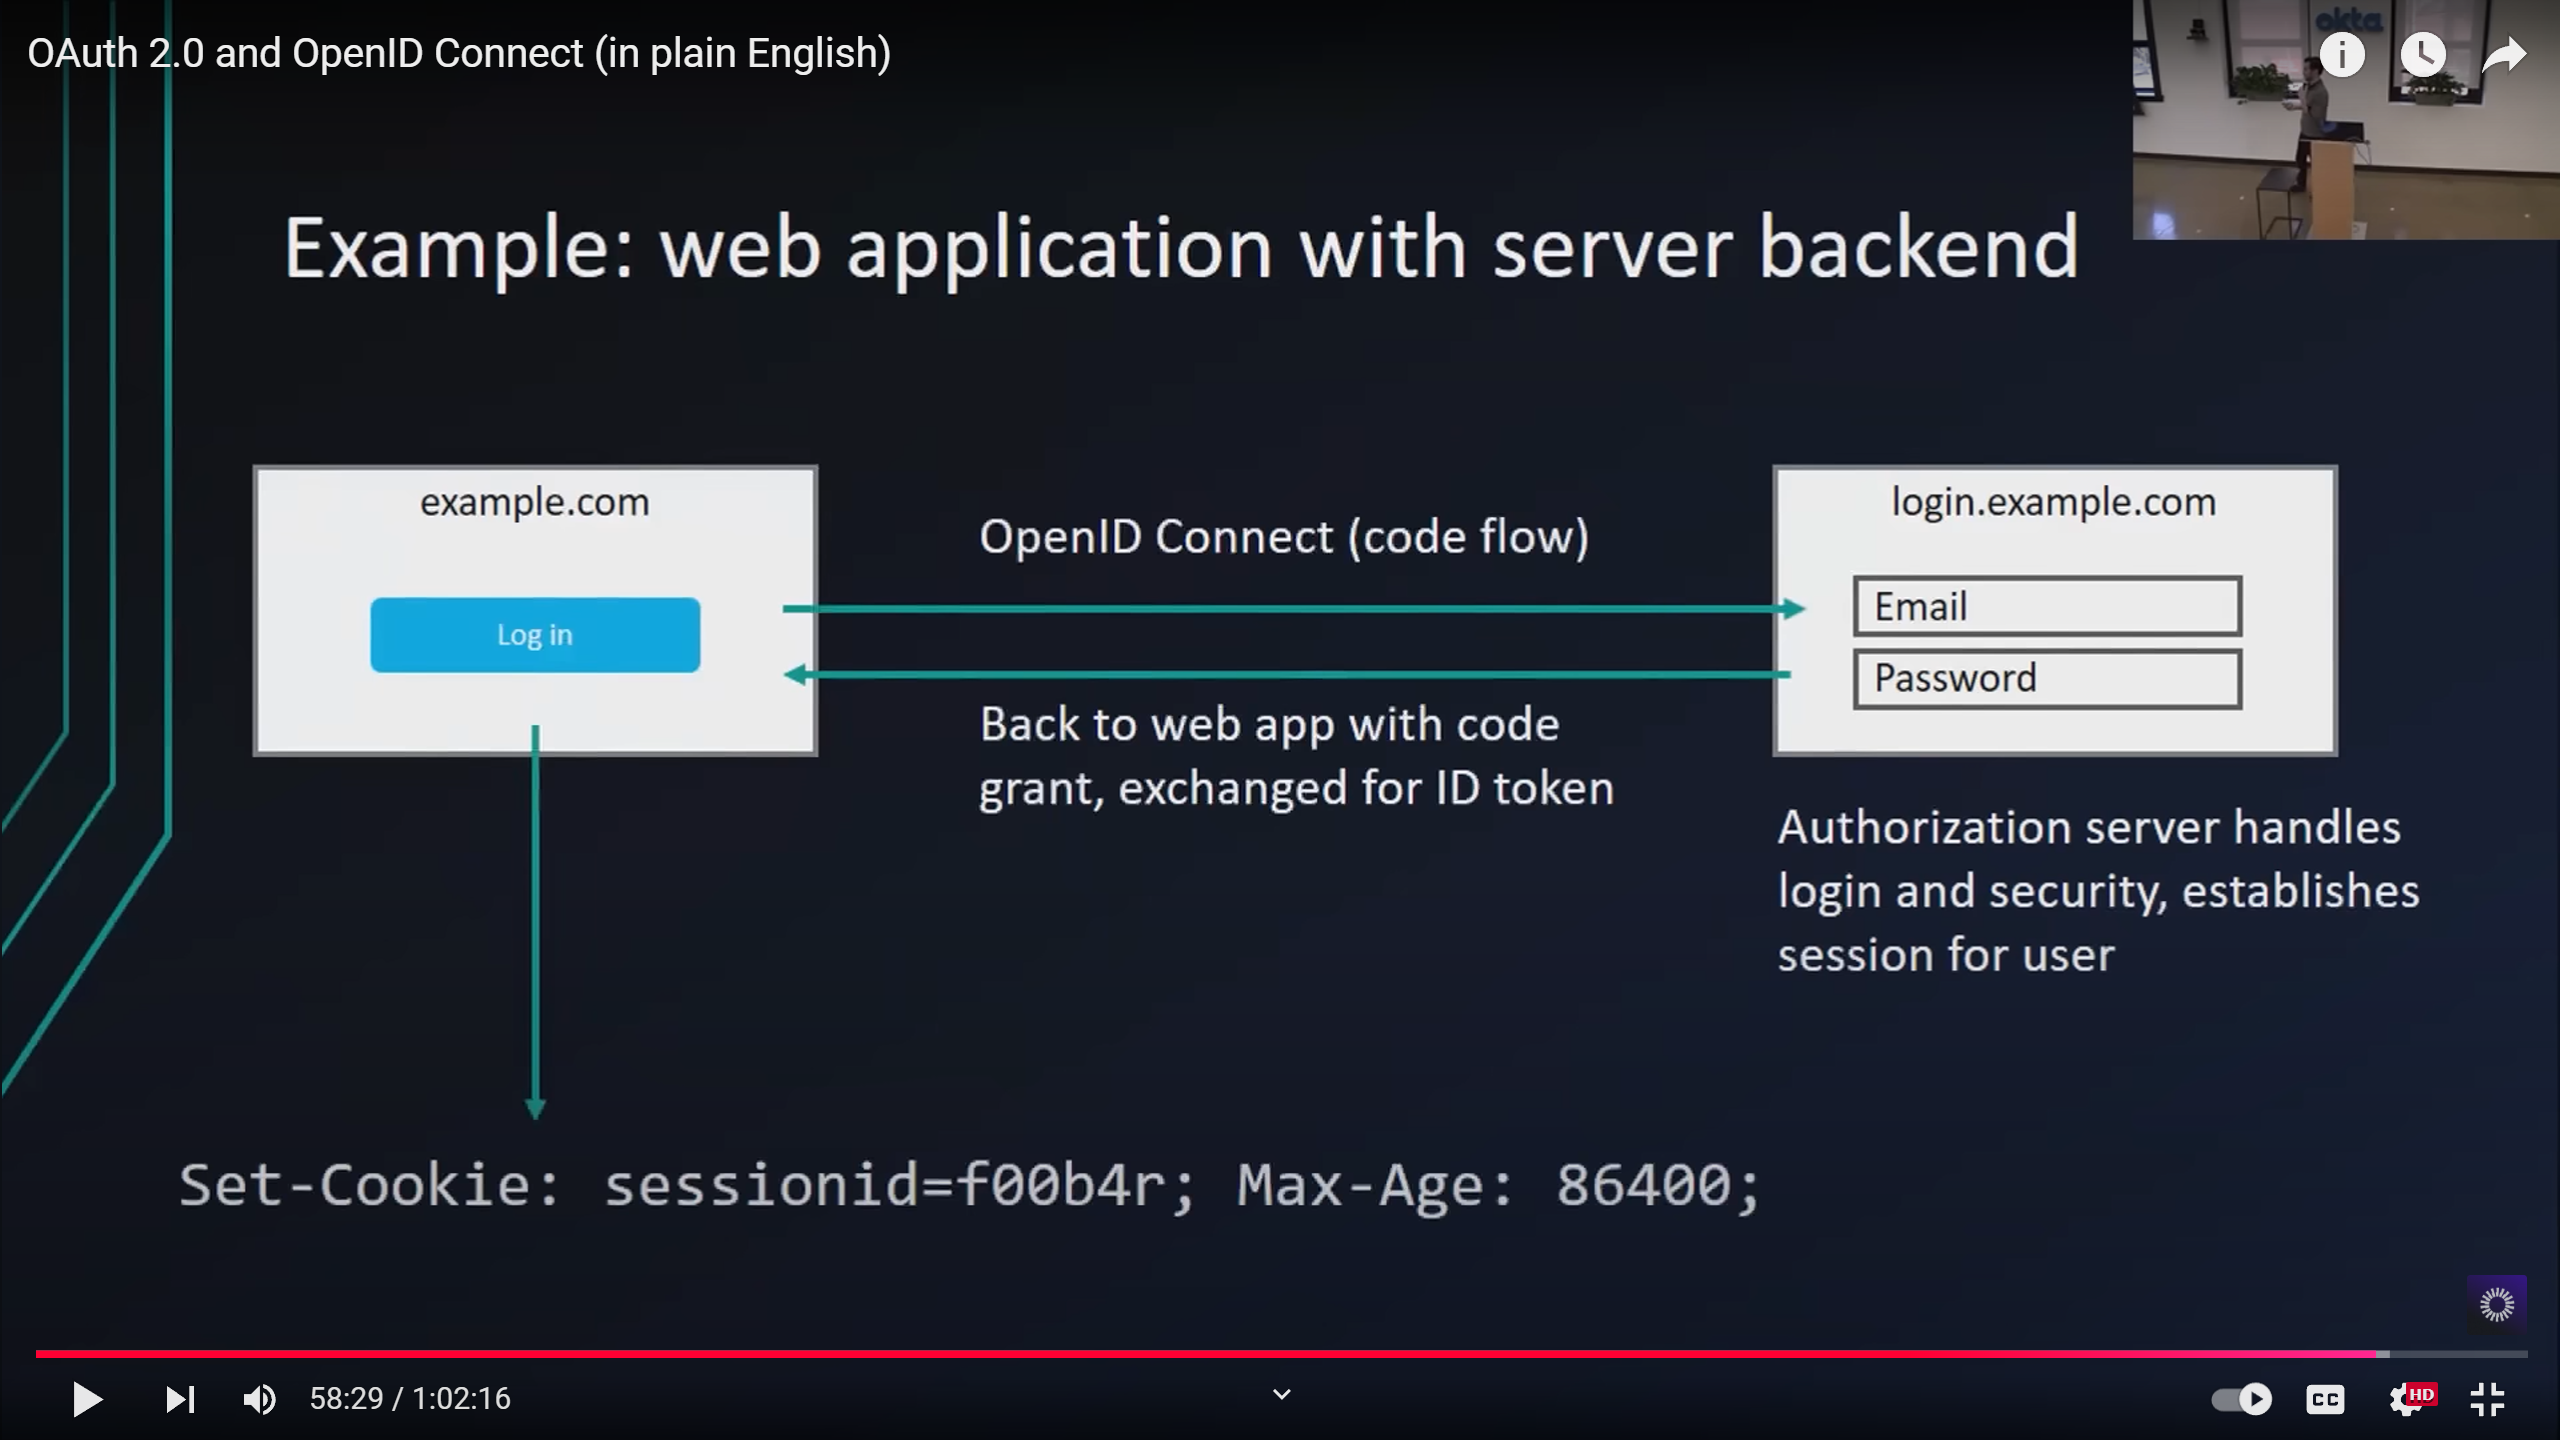 OAuth 2.0 and OpenID Connect (in plain English)
okta
Example: web application with server backend
example.com
Log in
OpenID Connect (code flow)
Back to web app with code
grant, exchanged for ID token
login.example.com
Email
Password
Authorization server handles
login and security, establishes
session for user
Set-Cookie: sessionid=f00b4r; Max-Age: 86400;
58:29 / 1:02:16
CC
HD